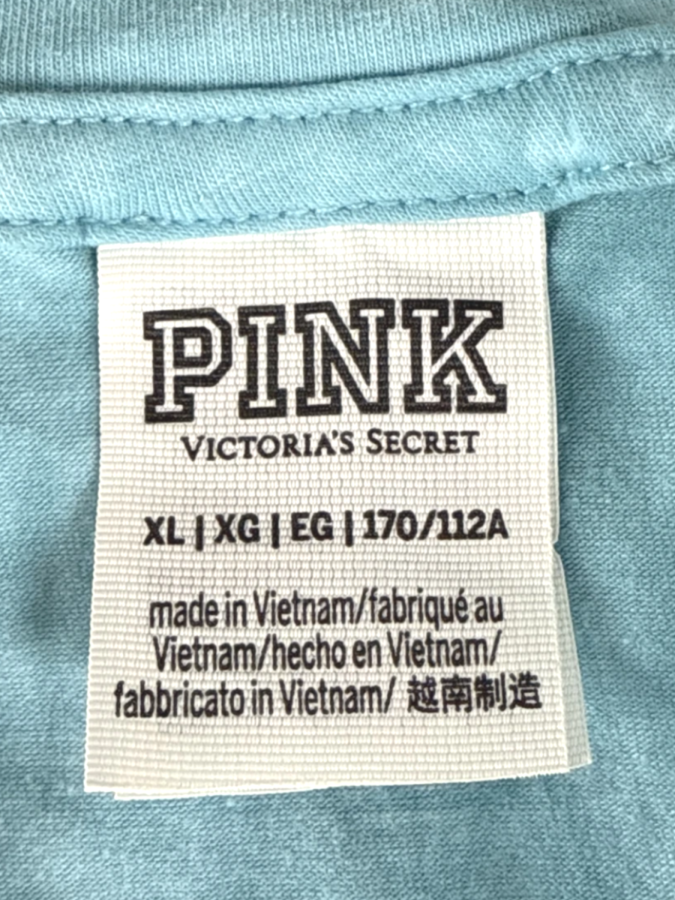 PINK
VICTORIA'S SECRET
XL | XG | EG | 170/112A
made in Vietnam/fabriqué au
Vietnam/hecho en Vietnam/
fabbricato in Vietnam/ 越南制造